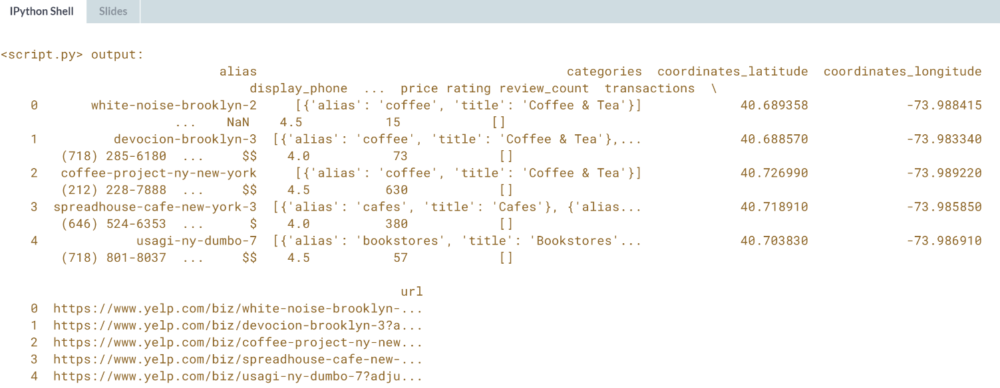 IPython Shell Slides
<script.py> output:
alias categories coordinates_latitude coordinates_longitude
display_phone ... price rating review_count transactions \
0 white-noise-brooklyn-2 [{'alias': 'coffee', 'title': 'Coffee & Tea'}] 40.689358 -73.988415
... NaN 4.5 15 []
1 devocion-brooklyn-3 [{'alias': 'coffee', 'title': 'Coffee & Tea'},... 40.688570 -73.983340
(718) 285-6180 ... $$ 4.0 73 []
2 coffee-project-ny-new-york [{'alias': 'coffee', 'title': 'Coffee & Tea'}] 40.726990 -73.989220
(212) 228-7888 ... $$ 4.5 630 []
3 spreadhouse-cafe-new-york-3 [{'alias': 'cafes', 'title': 'Cafes'}, {'alias... 40.718910 -73.985850
(646) 524-6353 ... $ 4.0 380 []
4 usagi-ny-dumbo-7 [{'alias': 'bookstores', 'title': 'Bookstores'... 40.703830 -73.986910
(718) 801-8037 ... $$ 4.5 57 []
url
0 https://www.yelp.com/biz/white-noise-brooklyn-...
1 https://www.yelp.com/biz/devocion-brooklyn-3?a...
2 https://www.yelp.com/biz/coffee-project-ny-new...
3 https://www.yelp.com/biz/spreadhouse-cafe-new-...
4 https://www.yelp.com/biz/usagi-ny-dumbo-7?adju...